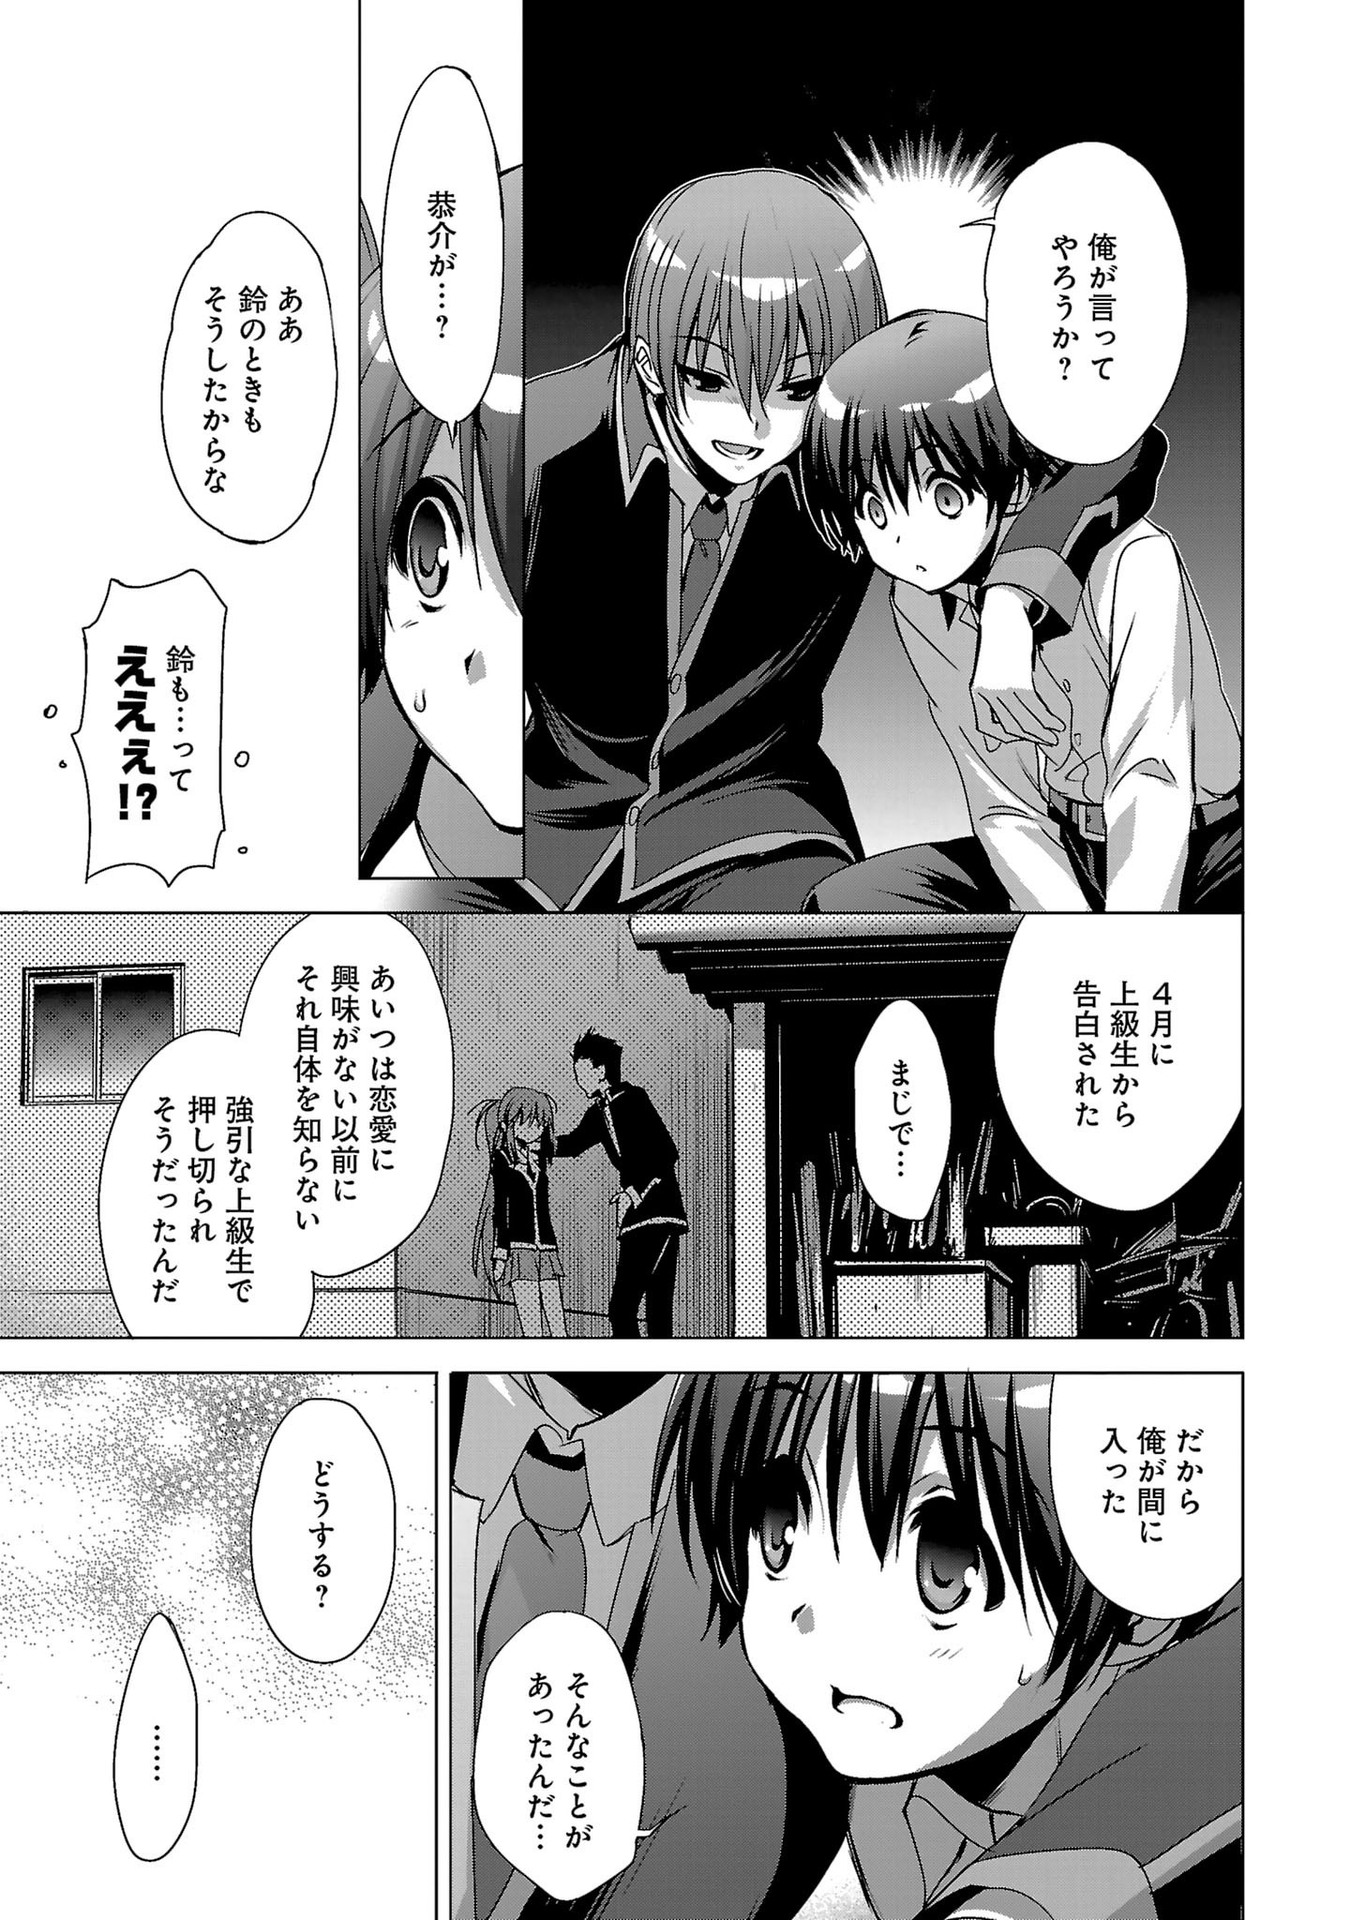 俺が言って
やろうか？
恭介が…？
ああ
鈴のときも
そうしたからな
鈴も…って
えええぇ!?
4月に
上級生から
告白された
まじで…
あいつは恋愛に
興味がない以前に
それ自体を知らない
強引な上級生で
押し切られ
そうだったんだ
だから
俺が間に
入った
そんなことが
あったんだ…
どうする？
……